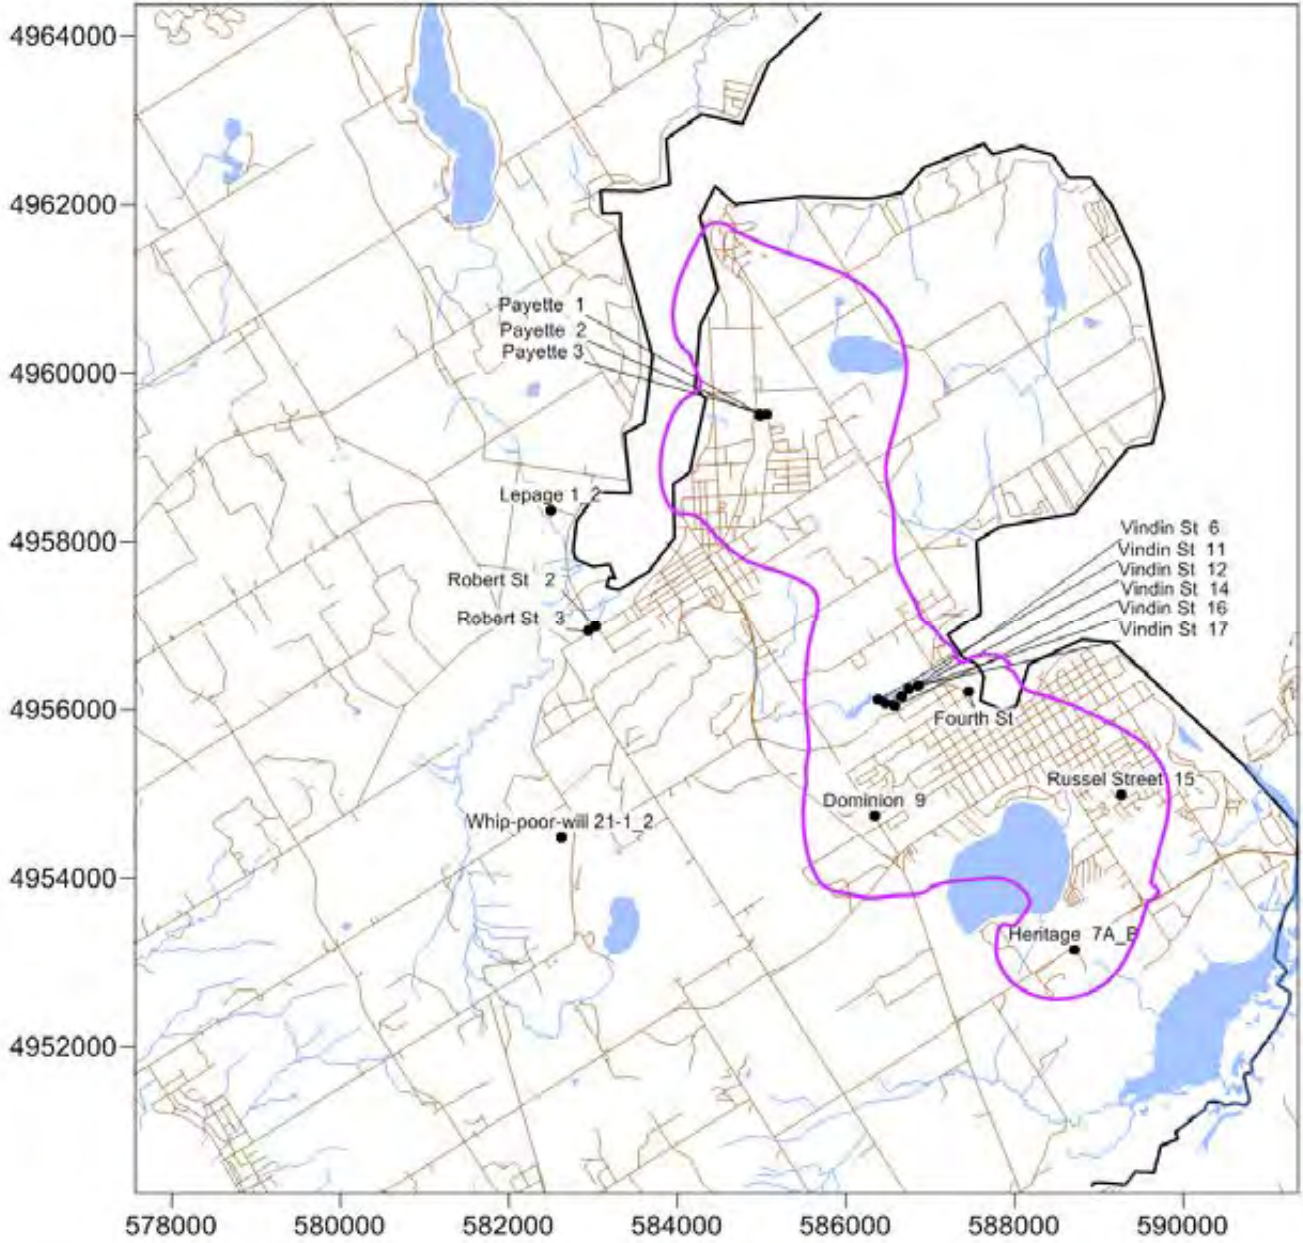 4964000
4962000
Payette 1
Payette 2
Payette 3
4960000
Lepage 1_2
4958000
Vindin St 6
Vindin St 11
Vindin St 12
Vindin St 14
Vindin St 16
Vindin St 17
Robert St 2
Robert St 3
4956000
Fourth St
Russel Street 15
Dominion 9
Whip-poor-will 21-1_2
4954000
Heritage 7A_B
4952000
578000 580000 582000 584000 586000 588000 590000